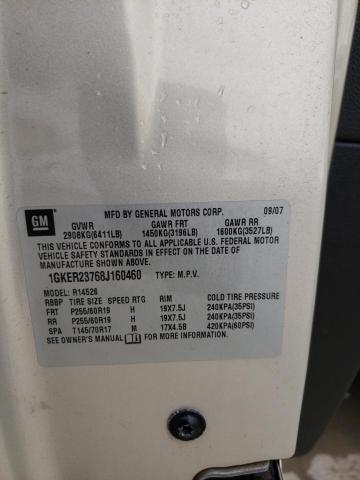 GM
MFD BY GENERAL MOTORS CORP. 09/07
GVWR GAWR FRT GAWR RR
2908KG(6411LB) 1450KG(3196LB) 1600KG(3527LB)
THIS VEHICLE CONFORMS TO ALL APPLICABLE U.S. FEDERAL MOTOR
VEHICLE SAFETY AND THEFT PREVENTION STANDARDS IN EFFECT ON THE DATE OF
MANUFACTURE SHOWN ABOVE.
1GKER23768J160460 TYPE: M.P.V.
MODEL: R14526
RBBP TIRE SIZE SPEED RTG RIM COLD TIRE PRESSURE
FRT P255/60R19 H 19X7.5J 240KPA(35PSI)
RR P255/60R19 H 19X7.5J 240KPA(35PSI)
SPA T145/70R17 M 17X4.5B 420KPA(60PSI)
SEE OWNER'S MANUAL FOR MORE INFORMATION.